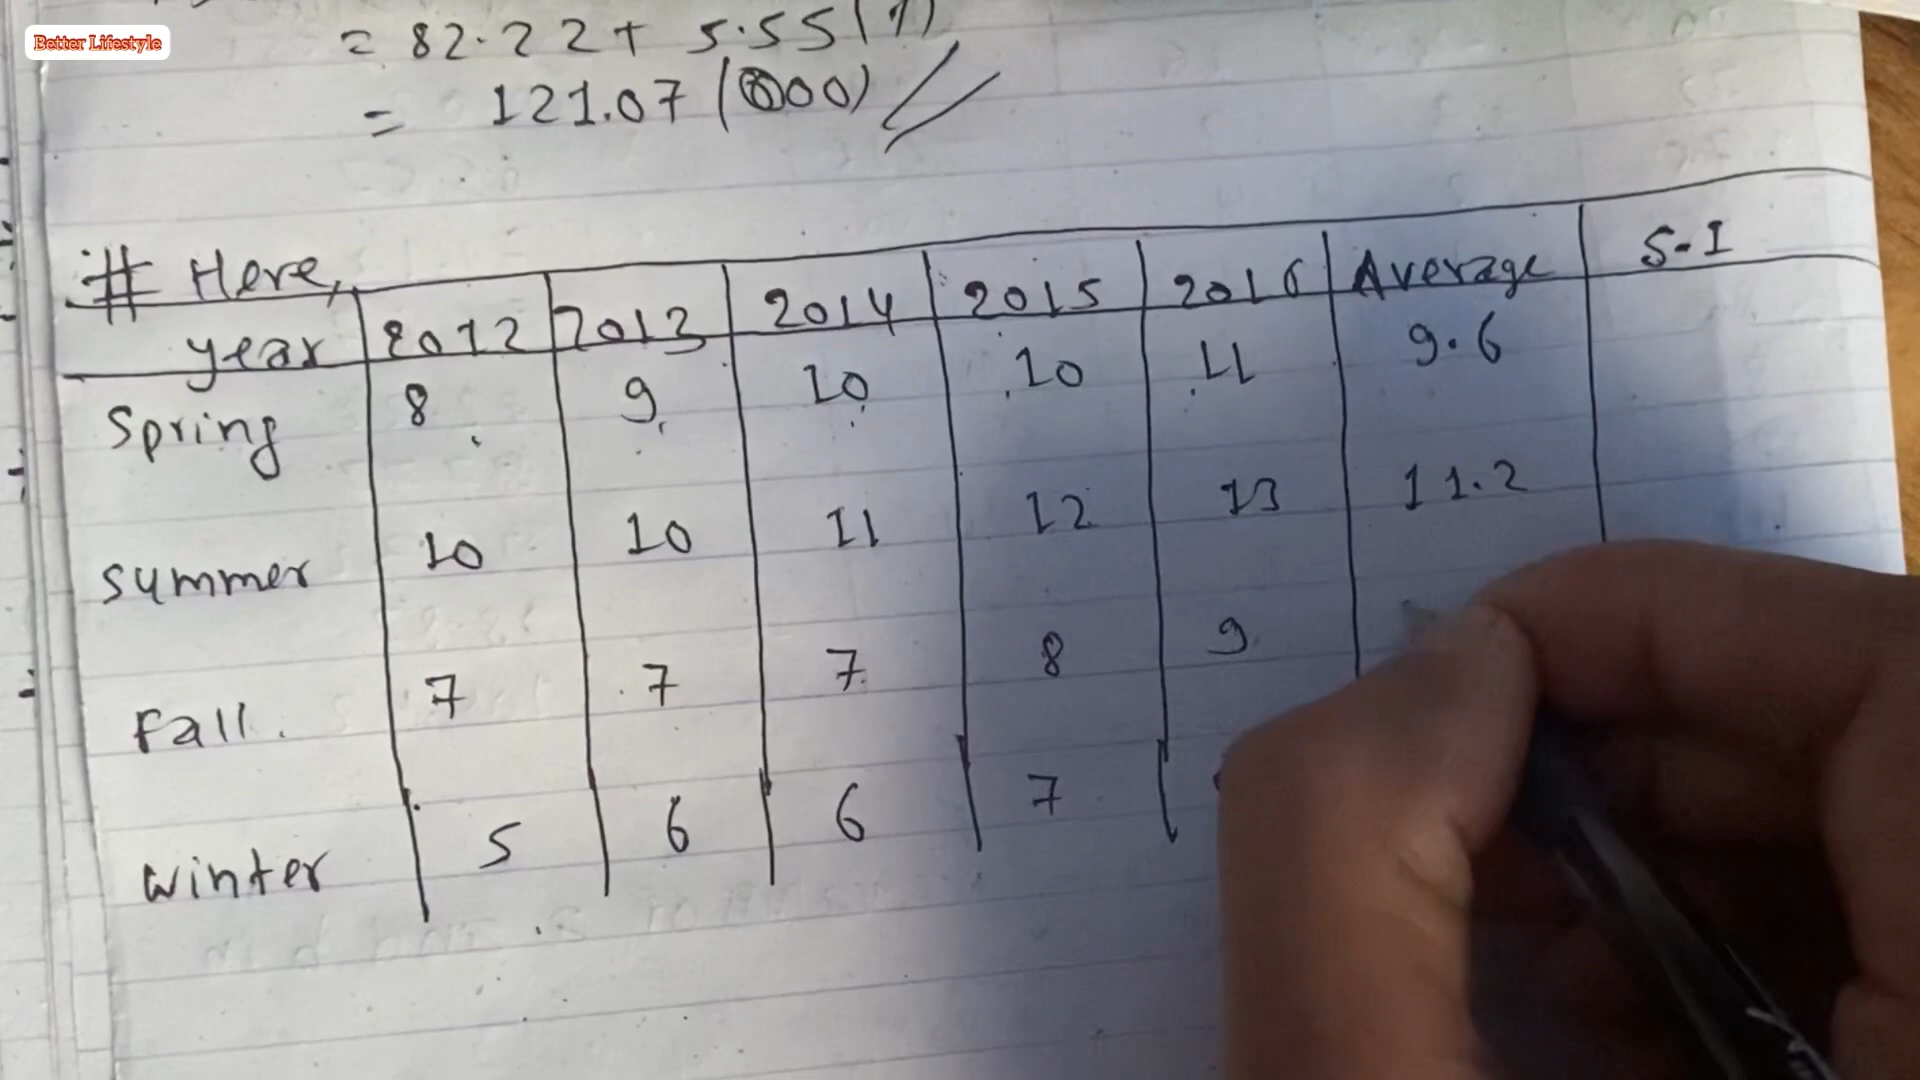 Better Lifestyle
= 82.22 + 5.55(7)
= 121.07 (000)
# Here,
year 2012 2013 2014 2015 2016 Average S-I
Spring 8 9 10 10 11 9.6
Summer 10 10 11 12 13 11.2
Fall. 7 7 7 8 9
Winter 5 6 6 7